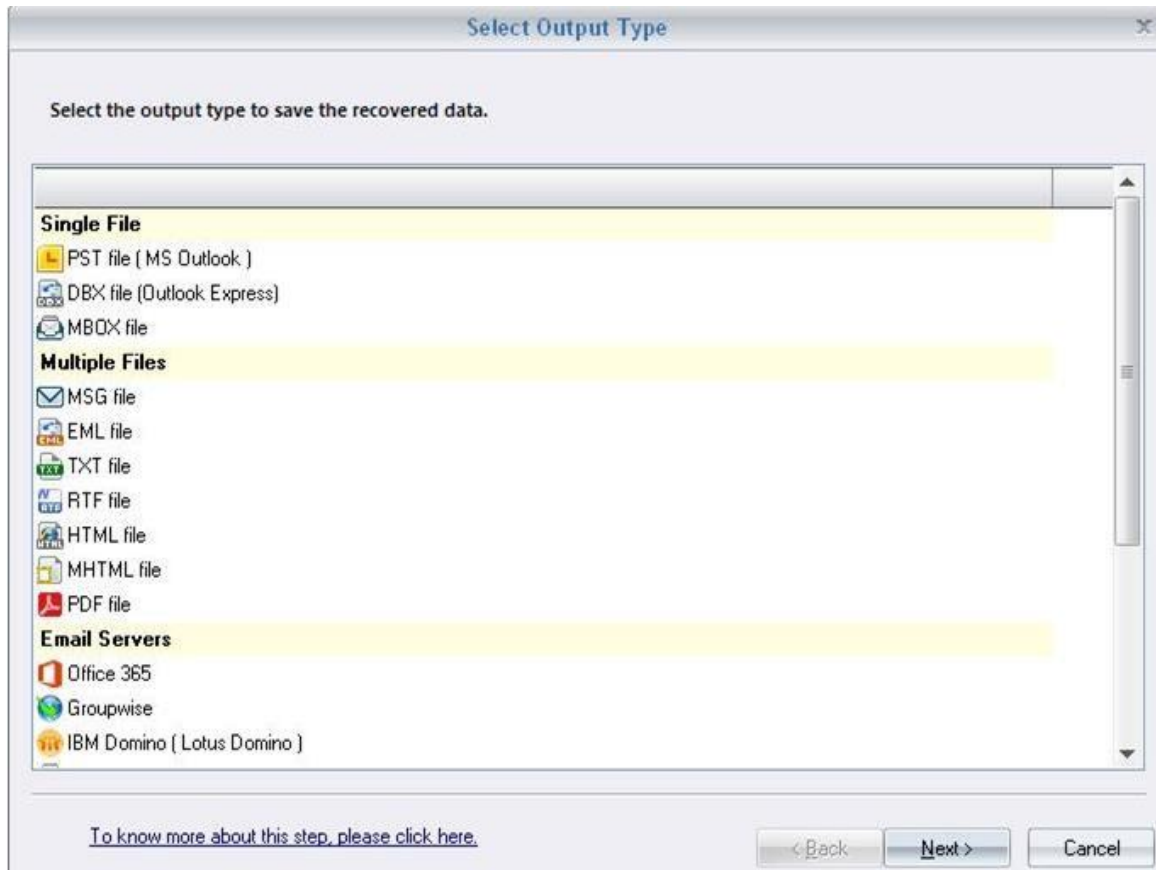 Select Output Type
Select the output type to save the recovered data.
Single File
PST file ( MS Outlook )
DBX file (Outlook Express)
MBOX file
Multiple Files
MSG file
EML file
TXT file
RTF file
HTML file
MHTML file
PDF file
Email Servers
Office 365
Groupwise
IBM Domino ( Lotus Domino )
To know more about this step, please click here.
< Back
Next >
Cancel